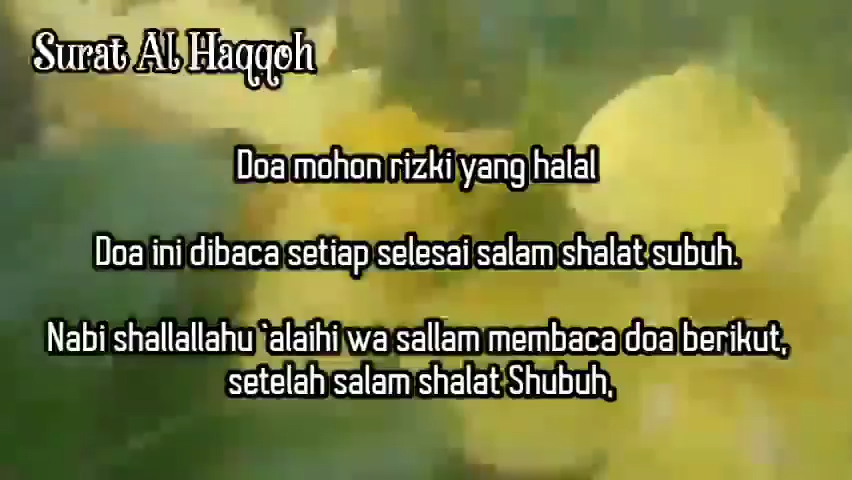 Surat Al Haqqoh
Doa mohon rizki yang halal
Doa ini dibaca setiap selesai salam shalat subuh.
Nabi shallallahu `alaihi wa sallam membaca doa berikut,
setelah salam shalat Shubuh,